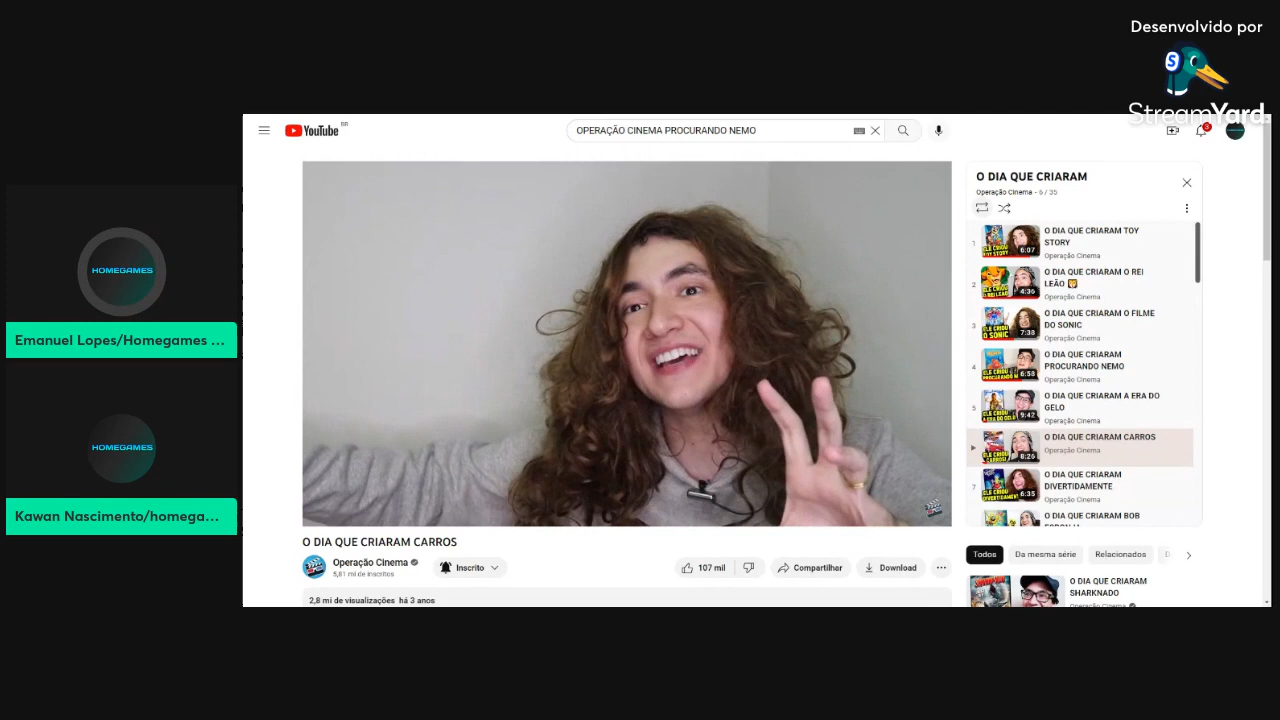 Desenvolvido por
StreamYard
YouTube BR
OPERAÇÃO CINEMA PROCURANDO NEMO
3
HOMEGAMES
Emanuel Lopes/Homegames ...
HOMEGAMES
Kawan Nascimento/homega...
O DIA QUE CRIARAM CARROS
Operação Cinema
5,81 mi de inscritos
Inscrito
107 mil
Compartilhar
Download
2,8 mi de visualizações há 3 anos
O DIA QUE CRIARAM
Operação Cinema - 6 / 35
1
6:07
O DIA QUE CRIARAM TOY
STORY
Operação Cinema
2
4:36
O DIA QUE CRIARAM O REI
LEÃO 🦁
Operação Cinema
3
7:38
O DIA QUE CRIARAM O FILME
DO SONIC
Operação Cinema
4
6:58
O DIA QUE CRIARAM
PROCURANDO NEMO
Operação Cinema
5
9:42
O DIA QUE CRIARAM A ERA DO
GELO
Operação Cinema
8:26
O DIA QUE CRIARAM CARROS
Operação Cinema
7
6:35
O DIA QUE CRIARAM
DIVERTIDAMENTE
Operação Cinema
O DIA QUE CRIARAM BOB
Todos
Da mesma série
Relacionados
O DIA QUE CRIARAM
SHARKNADO
Operação Cinema